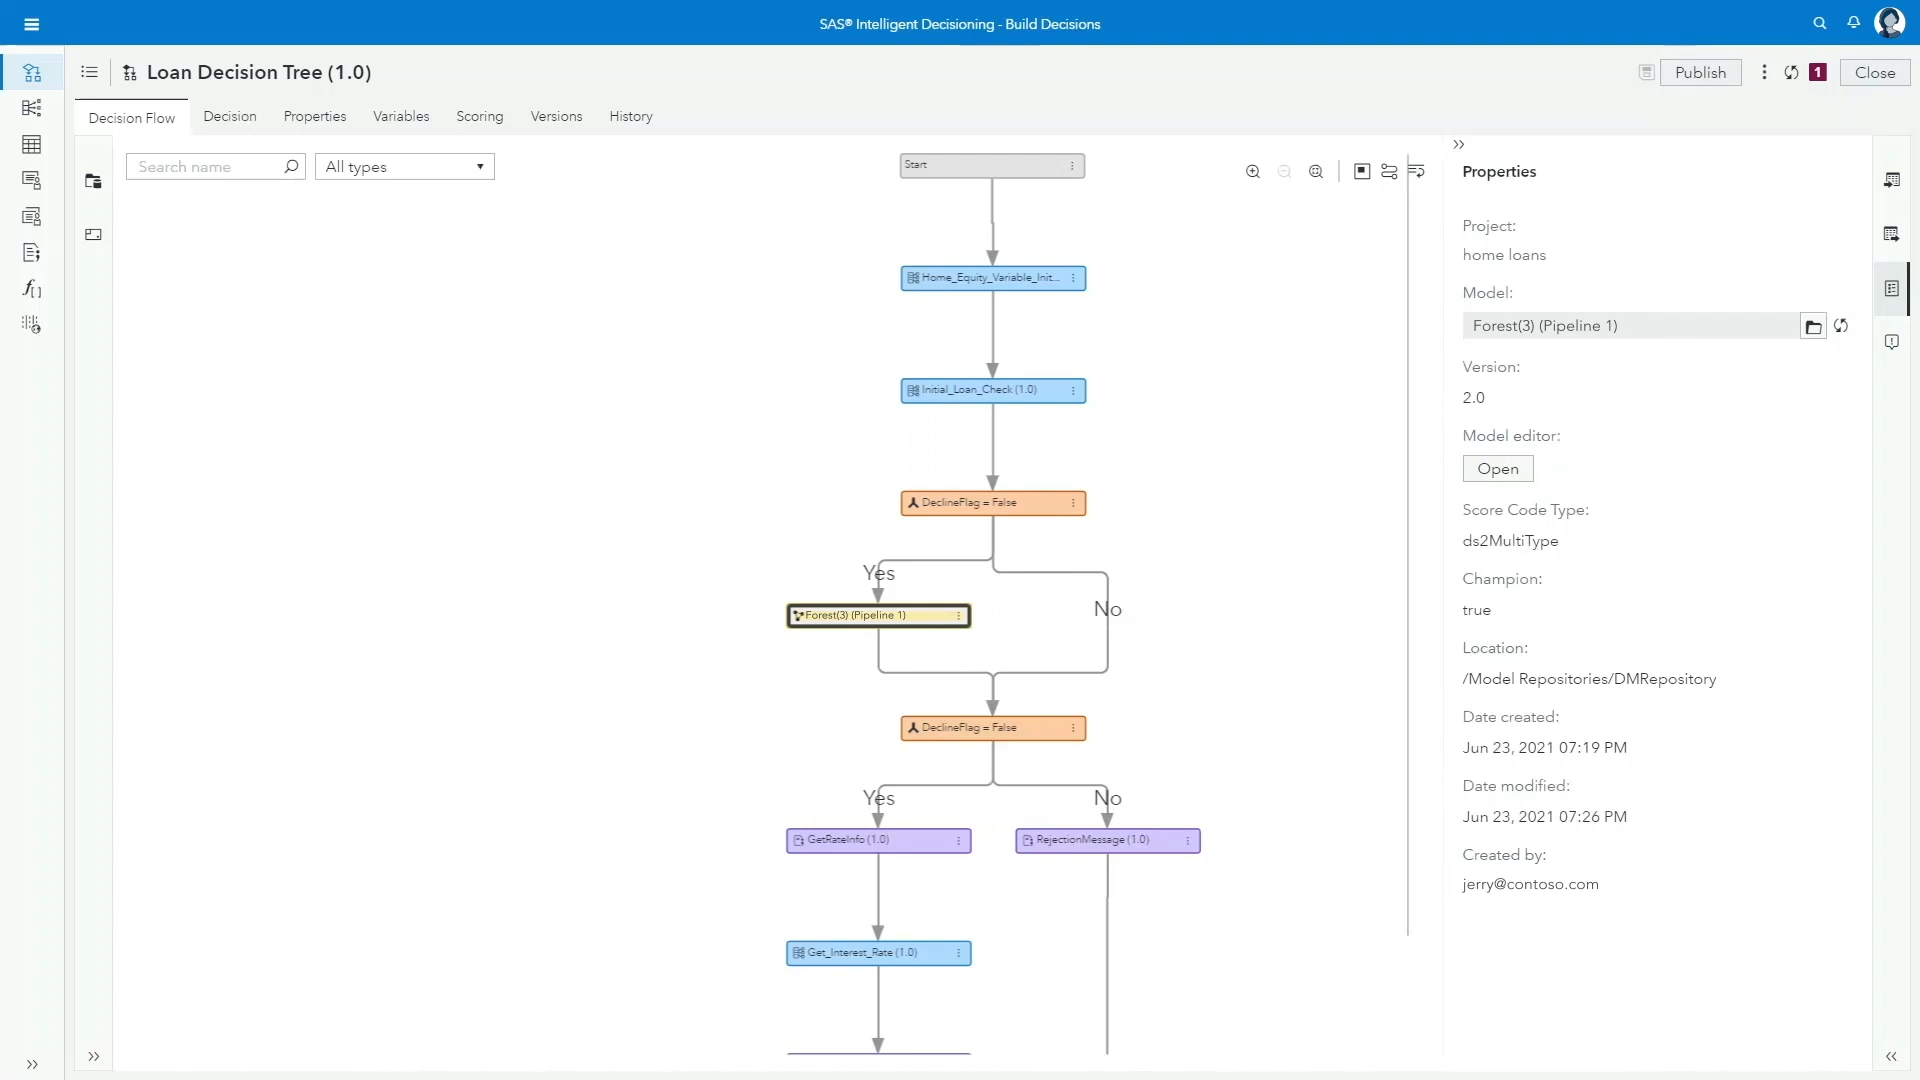 SAS® Intelligent Decisioning - Build Decisions
Loan Decision Tree (1.0)
Publish
1
Close
Decision Flow
Decision
Properties
Variables
Scoring
Versions
History
Search name
All types
Start
Home_Equity_Variable_Init...
Initial_Loan_Check (1.0)
DeclineFlag = False
Yes
No
Forest(3) (Pipeline 1)
DeclineFlag = False
Yes
No
GetRateInfo (1.0)
RejectionMessage (1.0)
Get_Interest_Rate (1.0)
Properties
Project:
home loans
Model:
Forest(3) (Pipeline 1)
Version:
2.0
Model editor:
Open
Score Code Type:
ds2MultiType
Champion:
true
Location:
/Model Repositories/DMRepository
Date created:
Jun 23, 2021 07:19 PM
Date modified:
Jun 23, 2021 07:26 PM
Created by:
jerry@contoso.com